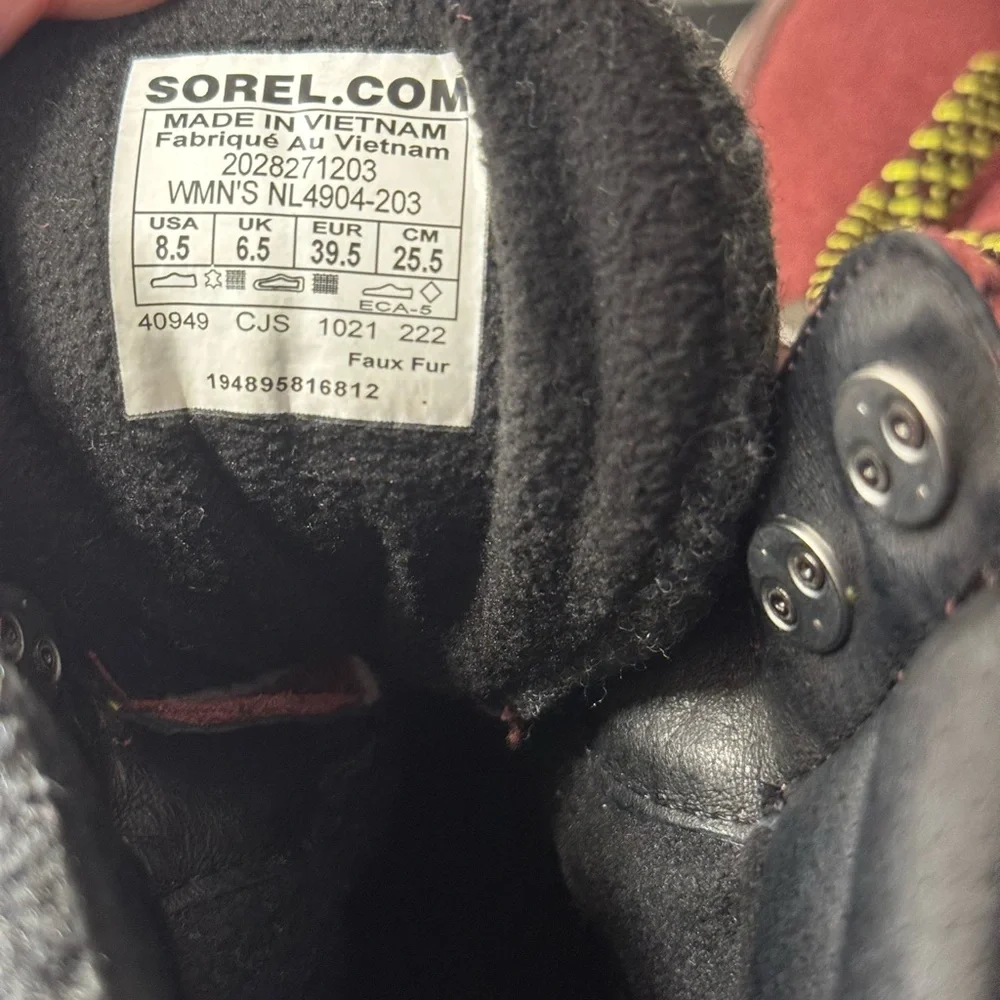 SOREL.COM
MADE IN VIETNAM
Fabriqué Au Vietnam
2028271203
WMN'S NL4904-203
USA UK EUR CM
8.5 6.5 39.5 25.5
ECA-5
40949 CJS 1021 222
Faux Fur
194895816812